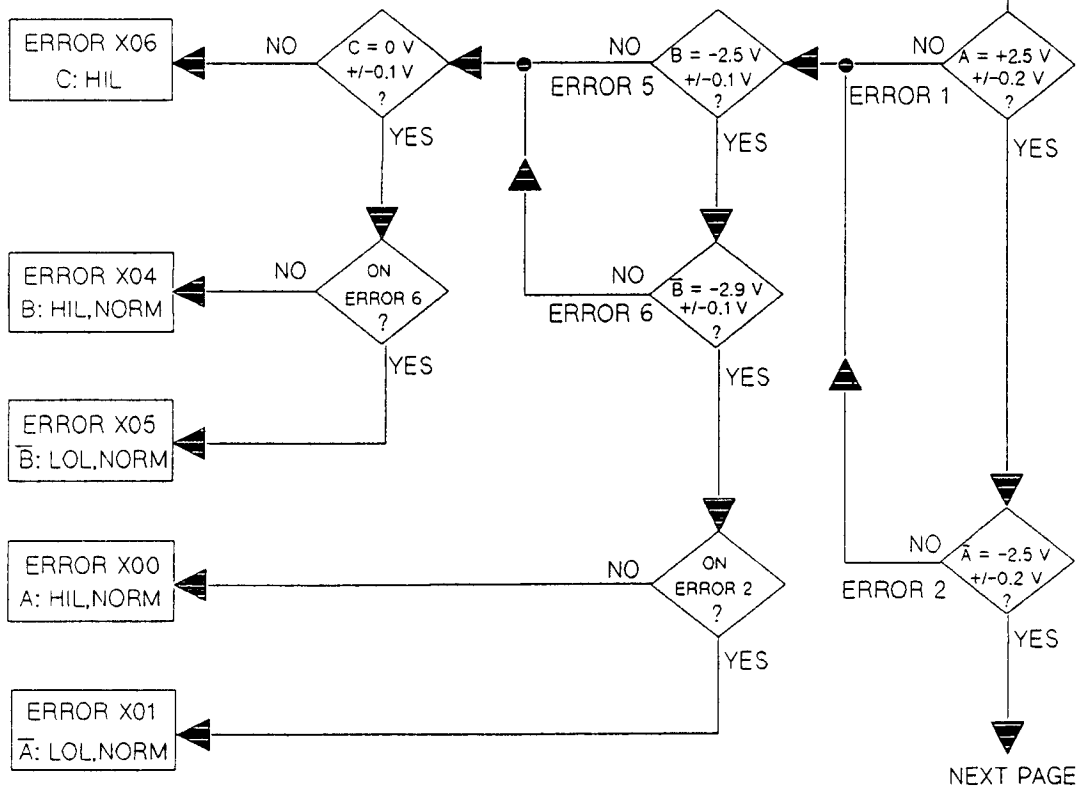 ERROR X06
C: HIL
NO
C = 0 V
+/-0.1 V
?
YES
NO
ERROR 5
B = -2.5 V
+/-0.1 V
?
YES
NO
ERROR 1
A = +2.5 V
+/-0.2 V
?
YES
ERROR X04
B: HIL,NORM
NO
ON
ERROR 6
?
YES
NO
ERROR 6
B̅ = -2.9 V
+/-0.1 V
?
YES
ERROR X05
B̅: LOL,NORM
ERROR X00
A: HIL,NORM
NO
ON
ERROR 2
?
YES
NO
ERROR 2
A̅ = -2.5 V
+/-0.2 V
?
YES
ERROR X01
A̅: LOL,NORM
NEXT PAGE